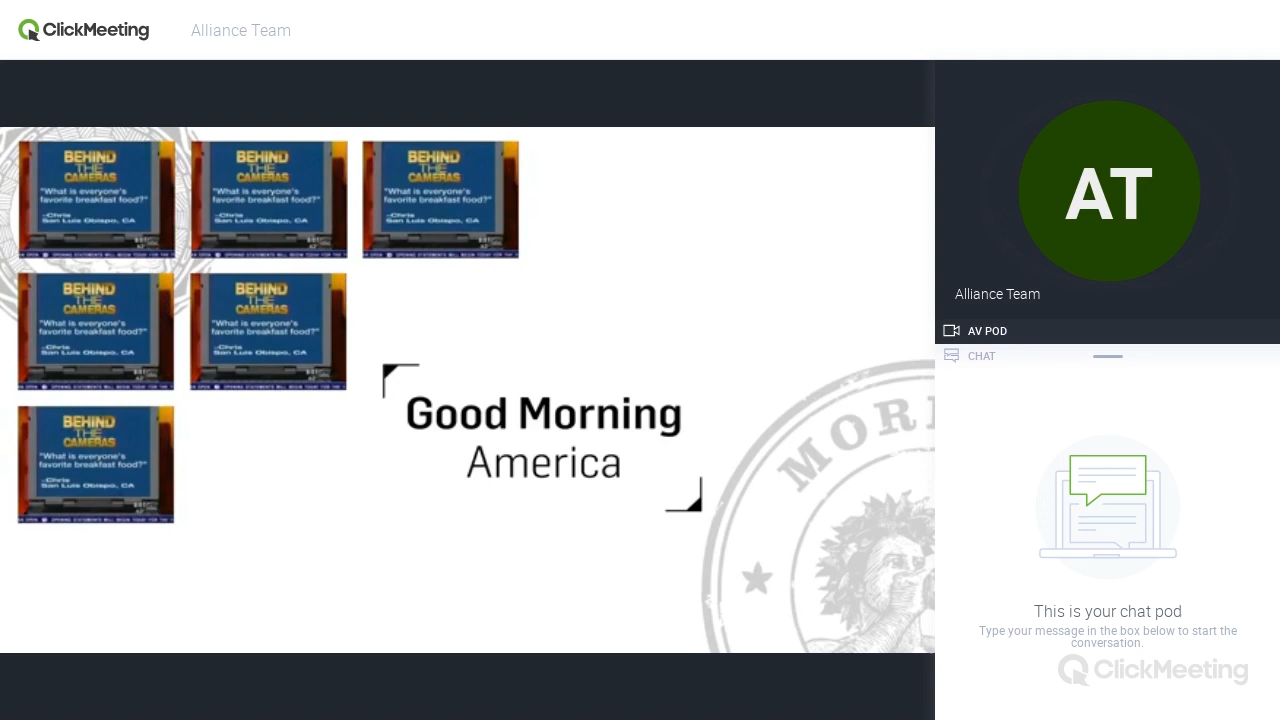 ClickMeeting
Alliance Team
BEHIND
THE
CAMERAS
"What is everyone's
favorite breakfast food?"
--Chris
San Luis Obispo, CA
BEHIND
THE
CAMERAS
"What is everyone's
favorite breakfast food?"
--Chris
San Luis Obispo, CA
BEHIND
THE
CAMERAS
"What is everyone's
favorite breakfast food?"
--Chris
San Luis Obispo, CA
BEHIND
THE
CAMERAS
"What is everyone's
favorite breakfast food?"
--Chris
San Luis Obispo, CA
BEHIND
THE
CAMERAS
"What is everyone's
favorite breakfast food?"
--Chris
San Luis Obispo, CA
BEHIND
THE
CAMERAS
"What is everyone's
favorite breakfast food?"
--Chris
San Luis Obispo, CA
Good Morning
America
MOR
AT
Alliance Team
AV POD
CHAT
This is your chat pod
Type your message in the box below to start the
conversation.
ClickMeeting